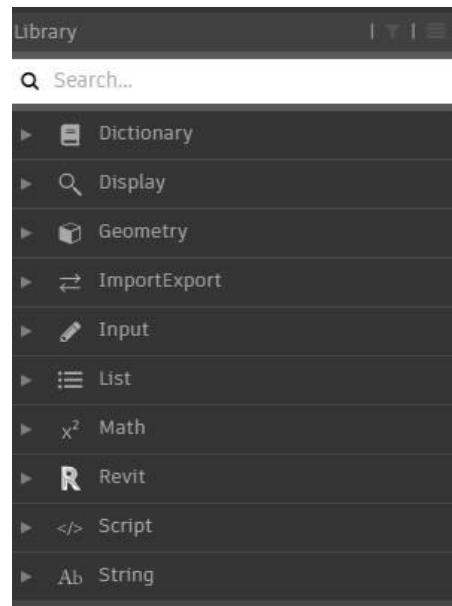 Library
Search...
Dictionary
Display
Geometry
ImportExport
Input
List
x² Math
R Revit
</> Script
Ab String